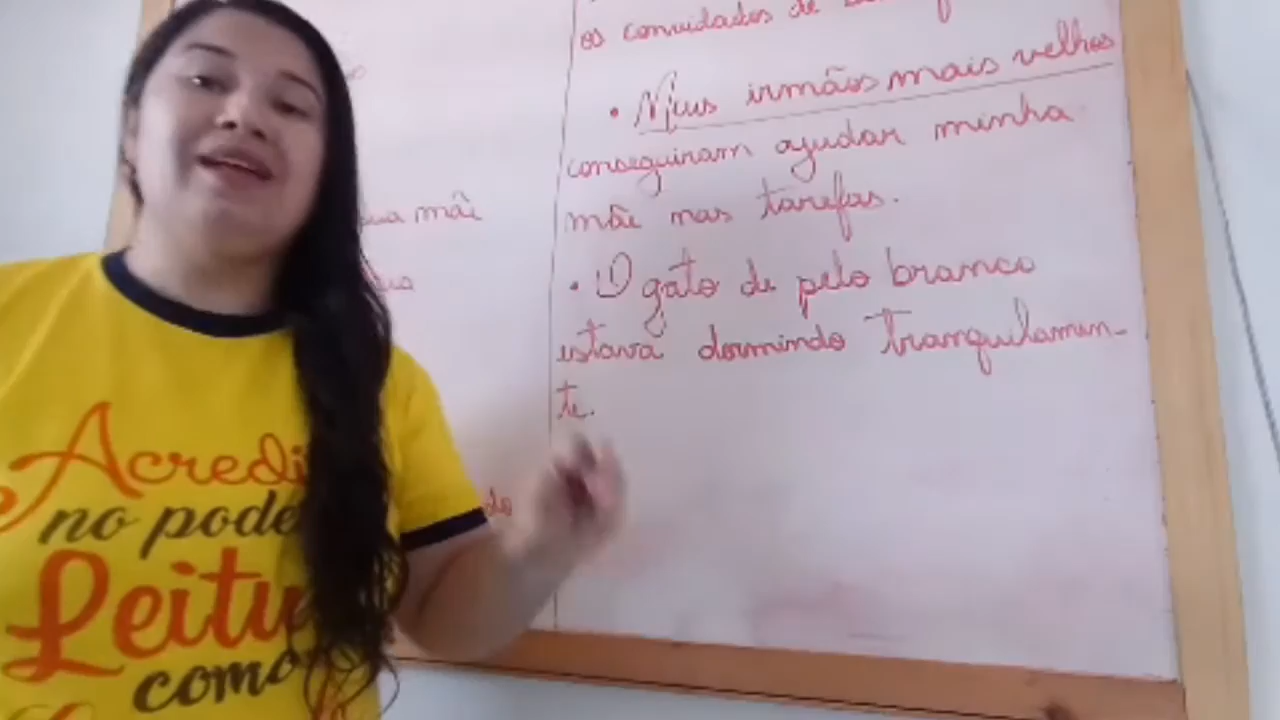 os convidados de
• Meus irmãos mais velhos
conseguiram ajudar minha
mãe nas tarefas.
• O gato de pelo branco
estava dormindo tranquilamen-
te.
sua mãe
Acredi
no pode
Leitu
como